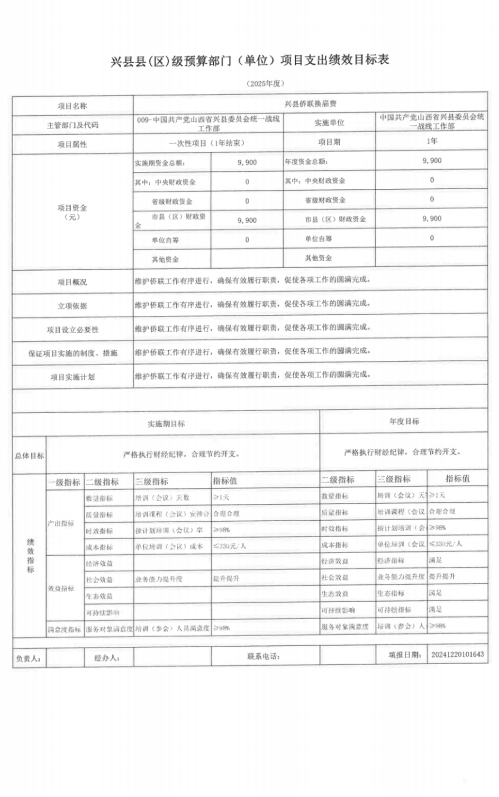 兴县县(区)级预算部门（单位）项目支出绩效目标表
（2025年度）
项目名称 兴县侨联换届费
主管部门及代码 009-中国共产党山西省兴县委员会统一战线工作部 实施单位 中国共产党山西省兴县委员会统一战线工作部
项目属性 一次性项目（1年结束） 项目期 1年
项目资金（元） 实施期资金总额: 9,900 年度资金总额: 9,900
其中: 中央财政资金 0 其中: 中央财政资金 0
省级财政资金 0 省级财政资金 0
市县（区）财政资金 9,900 市县（区）财政资金 9,900
单位自筹 0 单位自筹 0
其他资金 其他资金
项目概况 维护侨联工作有序进行，确保有效履行职责，促使各项工作的圆满完成。
立项依据 维护侨联工作有序进行，确保有效履行职责，促使各项工作的圆满完成。
项目设立必要性 维护侨联工作有序进行，确保有效履行职责，促使各项工作的圆满完成。
保证项目实施的制度、措施 维护侨联工作有序进行，确保有效履行职责，促使各项工作的圆满完成。
项目实施计划 维护侨联工作有序进行，确保有效履行职责，促使各项工作的圆满完成。
实施期目标 年度目标
总体目标 严格执行财经纪律，合理节约开支。 严格执行财经纪律，合理节约开支。
绩效指标 一级指标 二级指标 三级指标 指标值 二级指标 三级指标 指标值
产出指标 数量指标 培训（会议）天数 ≥1天 数量指标 培训（会议）天 ≥1天
质量指标 培训课程（会议）安排合 合理合理 质量指标 培训课程（会议 合理合理
时效指标 按计划培训（会议）率 ≥98% 时效指标 按计划培训（会 ≥98%
成本指标 单位培训（会议）成本 ≤330元/人 成本指标 单位培训（会议 ≤330元/人
效益指标 经济效益 经济效益 经济指标 满足
社会效益 业务能力提升度 提升提升 社会效益 业务能力提升度 提升提升
生态效益 生态效益 生态指标 满足
可持续影响 可持续影响 可持续指标 满足
满意度指标 服务对象满意度 培训（参会）人员满意度 ≥98% 服务对象满意度 培训（参会）人 ≥98%
负责人: 经办人: 联系电话: 填报日期: 20241220101643